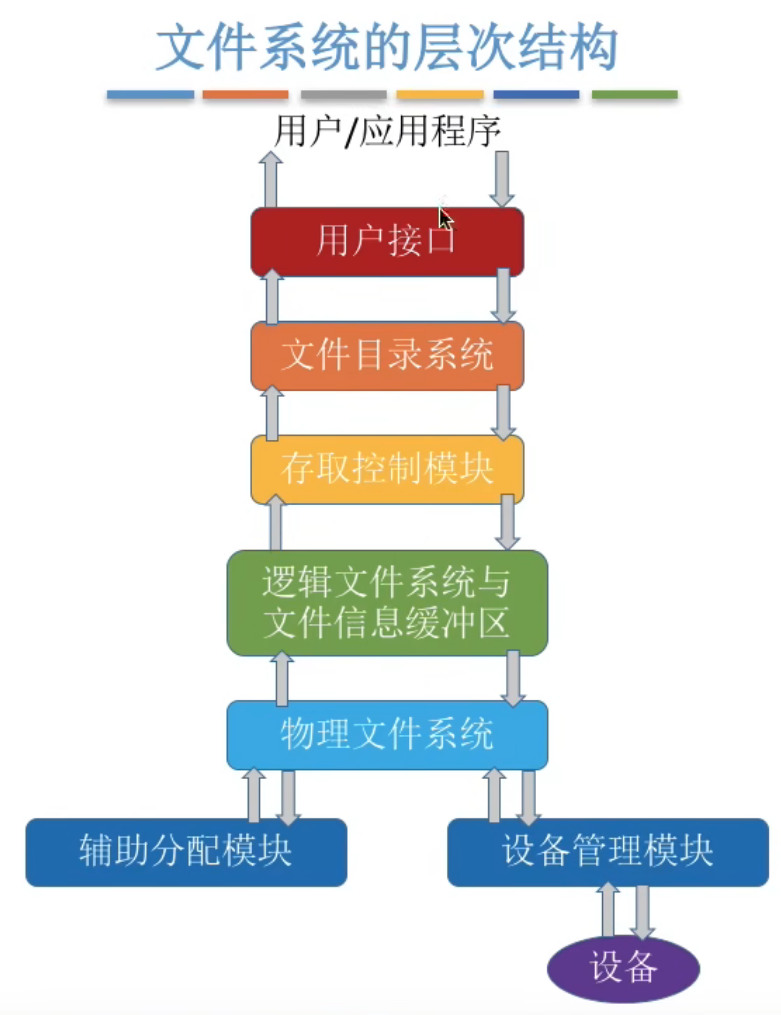 文件系统的层次结构
用户/应用程序
用户接口
文件目录系统
存取控制模块
逻辑文件系统与
文件信息缓冲区
物理文件系统
辅助分配模块
设备管理模块
设备